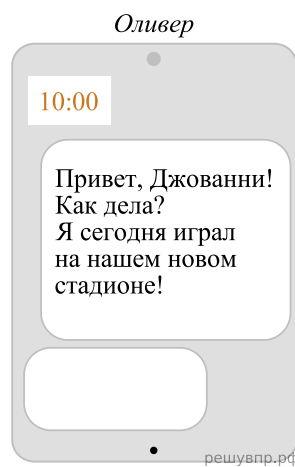 Оливер
10:00
Привет, Джованни!
Как дела?
Я сегодня играл
на нашем новом
стадионе!
решувпр.рф